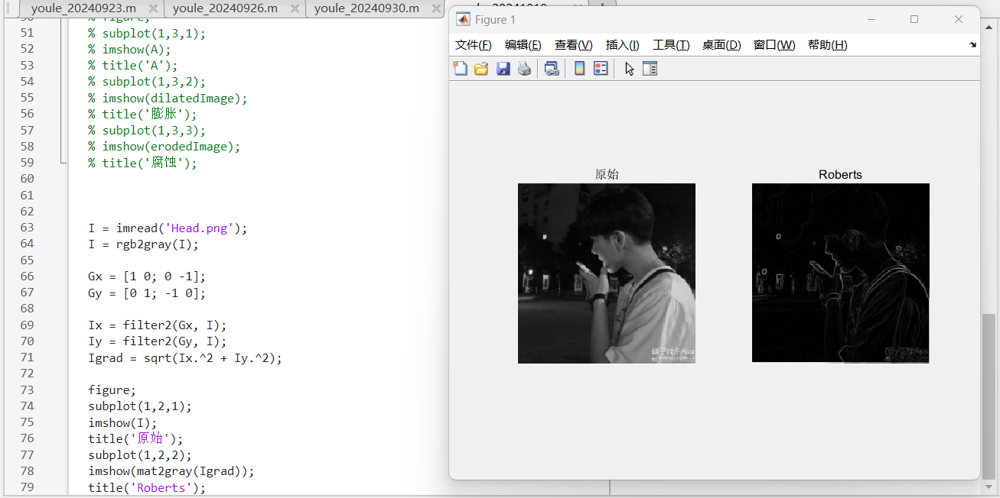 youle_20240923.m youle_20240926.m youle_20240930.m
% figure;
51 % subplot(1,3,1);
52 % imshow(A);
53 % title('A');
54 % subplot(1,3,2);
55 % imshow(dilatedImage);
56 % title('膨胀');
57 % subplot(1,3,3);
58 % imshow(erodedImage);
59 % title('腐蚀');
60
61
62
63 I = imread('Head.png');
64 I = rgb2gray(I);
65
66 Gx = [1 0; 0 -1];
67 Gy = [0 1; -1 0];
68
69 Ix = filter2(Gx, I);
70 Iy = filter2(Gy, I);
71 Igrad = sqrt(Ix.^2 + Iy.^2);
72
73 figure;
74 subplot(1,2,1);
75 imshow(I);
76 title('原始');
77 subplot(1,2,2);
78 imshow(mat2gray(Igrad));
79 title('Roberts');
Figure 1
文件(F) 编辑(E) 查看(V) 插入(I) 工具(T) 桌面(D) 窗口(W) 帮助(H)
原始
Roberts